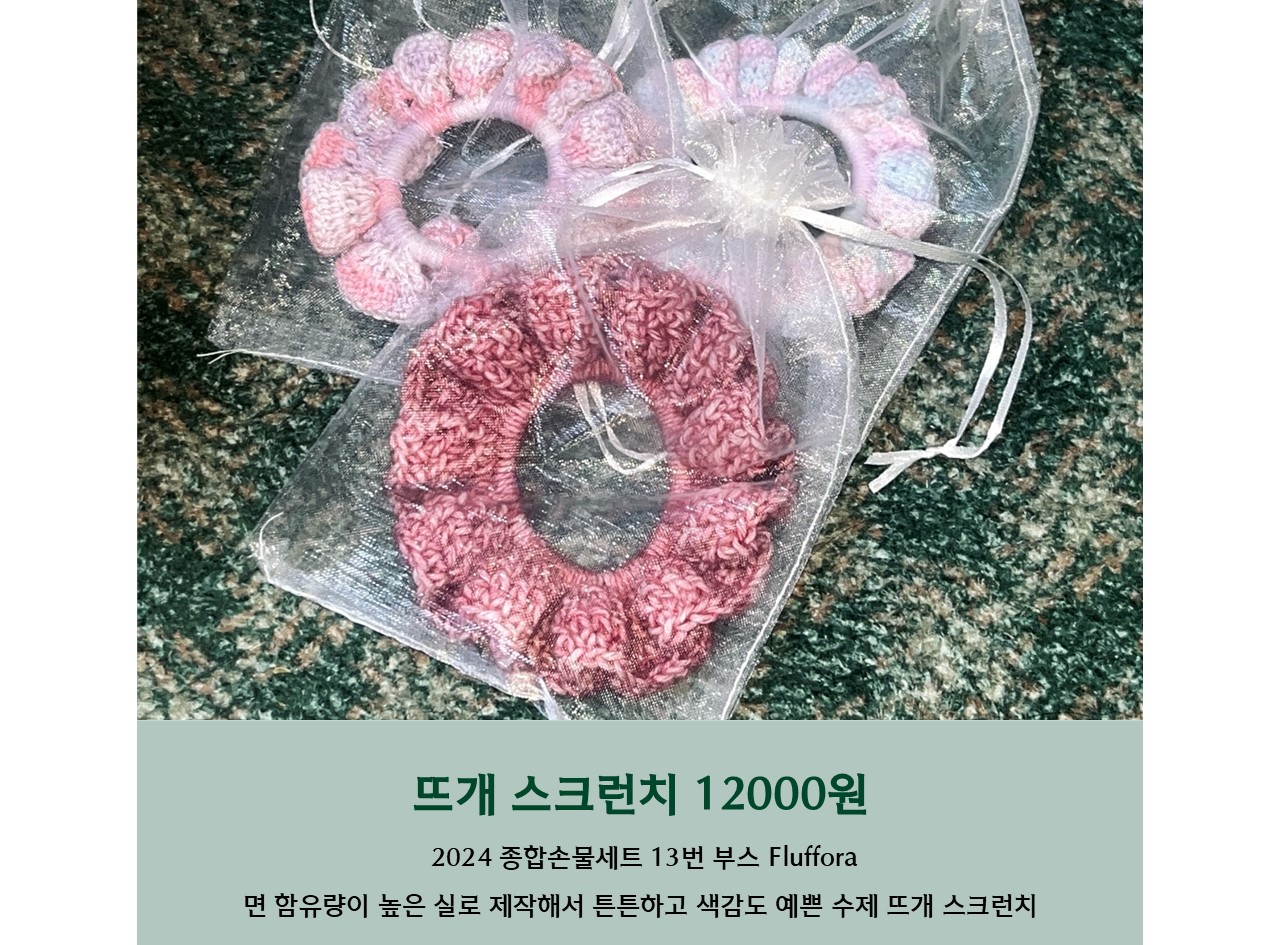 뜨개 스크런치 12000원
2024 종합손물세트 13번 부스 Fluffora
면 함유량이 높은 실로 제작해서 튼튼하고 색감도 예쁜 수제 뜨개 스크런치